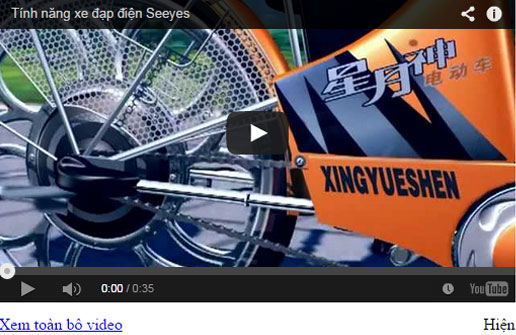 Tính năng xe đạp điện Seeyes
星月神
电动车
XINGYUESHEN
0:00 / 0:35
YouTube
Xem toàn bộ video
Hiện